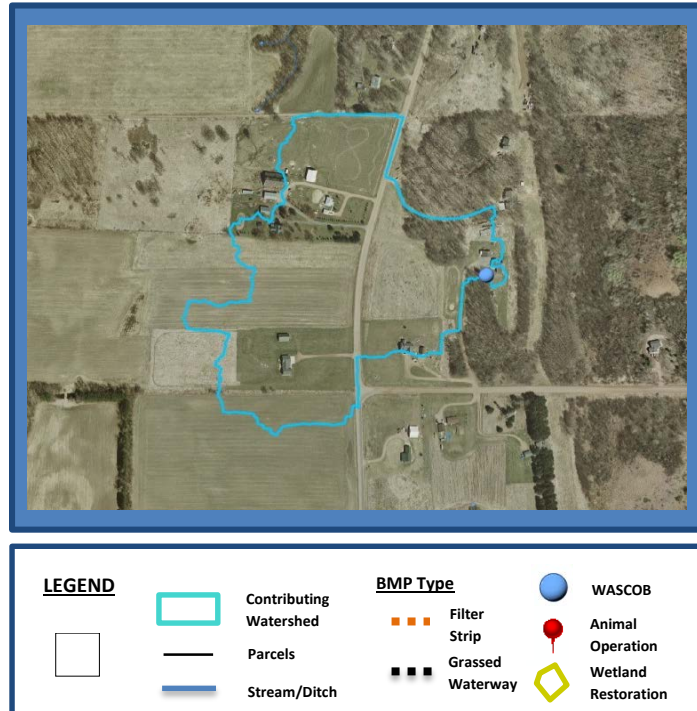 LEGEND
Contributing
Watershed
Parcels
Stream/Ditch
BMP Type
Filter
Strip
Grassed
Waterway
WASCOB
Animal
Operation
Wetland
Restoration